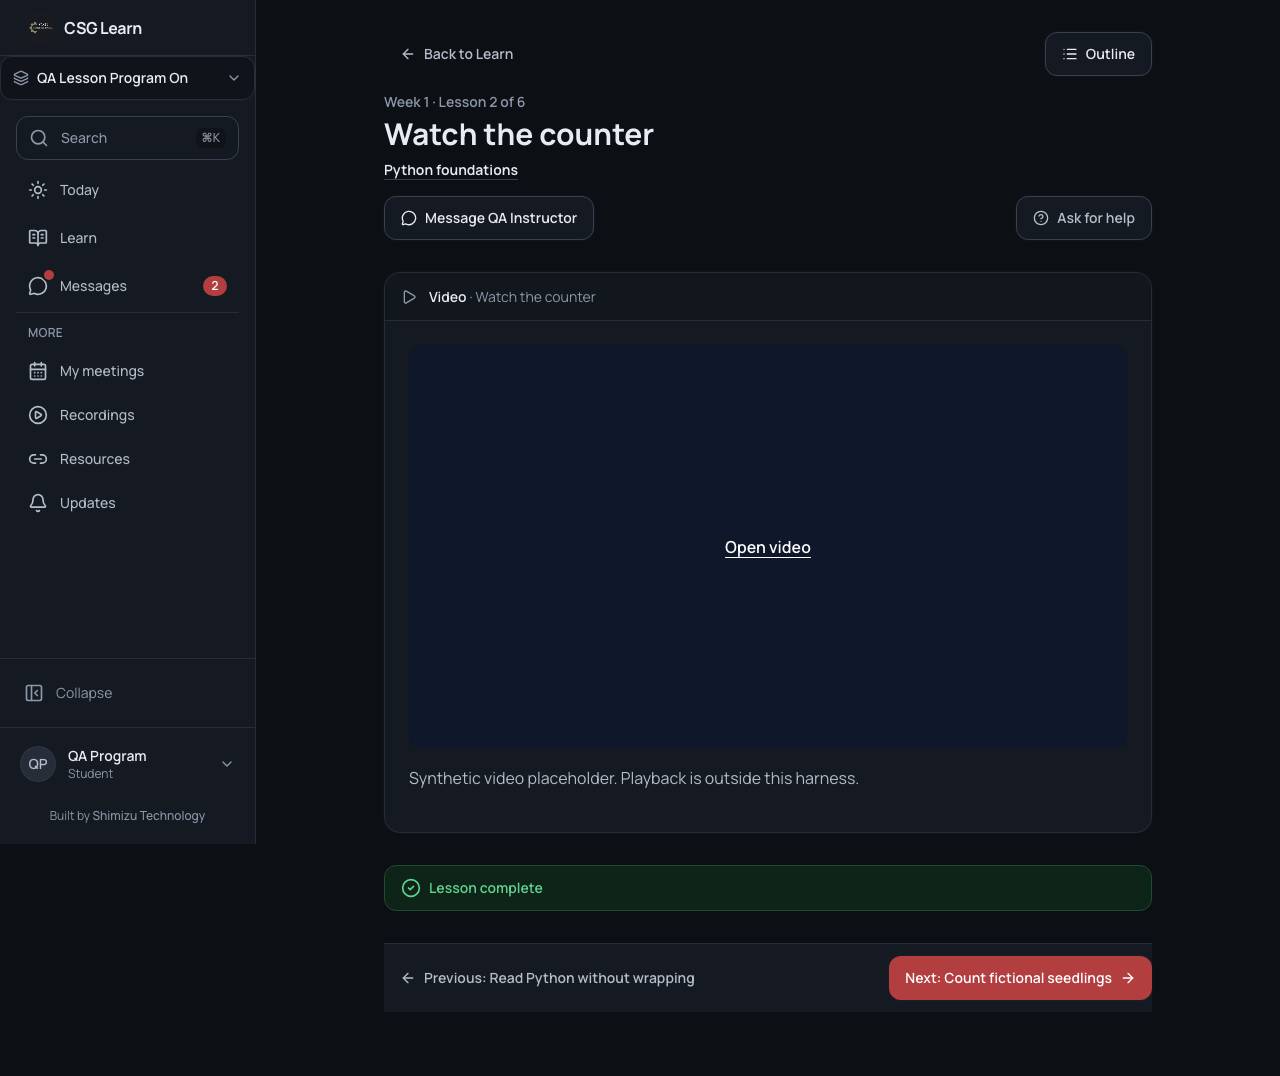 CSG Learn
QA Lesson Program On
Search ⌘K
Today
Learn
Messages 2
MORE
My meetings
Recordings
Resources
Updates
Collapse
QP
QA Program
Student
Built by Shimizu Technology
Back to Learn
Outline
Week 1 · Lesson 2 of 6
Watch the counter
Python foundations
Message QA Instructor
Ask for help
Video · Watch the counter
Open video
Synthetic video placeholder. Playback is outside this harness.
Lesson complete
Previous: Read Python without wrapping
Next: Count fictional seedlings